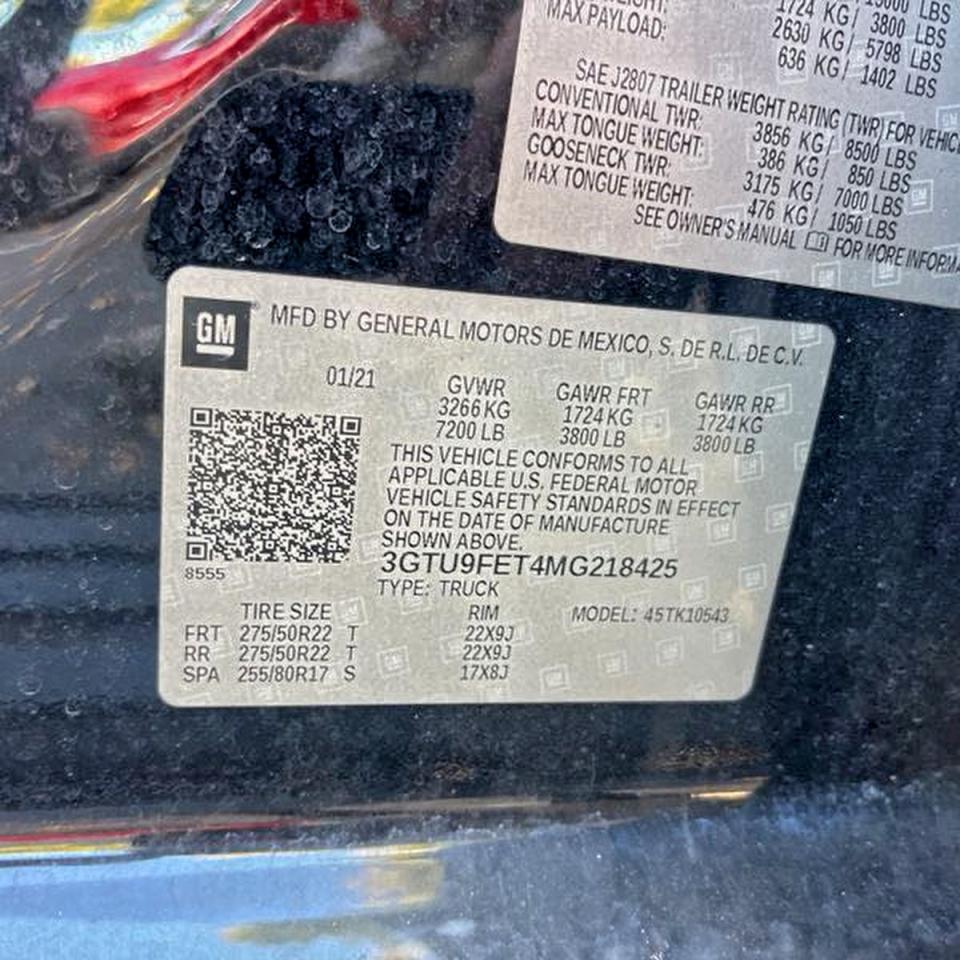 15000 LBS
1724 KG/ 3800 LBS
MAX PAYLOAD: 2630 KG/ 5798 LBS
636 KG/ 1402 LBS
SAE J2807 TRAILER WEIGHT RATING (TWR) FOR
CONVENTIONAL TWR: 3856 KG/ 8500 LBS
MAX TONGUE WEIGHT: 386 KG/ 850 LBS
GOOSENECK TWR: 3175 KG/ 7000 LBS
MAX TONGUE WEIGHT: 476 KG/ 1050 LBS
SEE OWNER'S MANUAL FOR MORE
GM
MFD BY GENERAL MOTORS DE MEXICO, S. DE R.L. DE C.V.
01/21 GVWR GAWR FRT GAWR RR
3266 KG 1724 KG 1724 KG
7200 LB 3800 LB 3800 LB
THIS VEHICLE CONFORMS TO ALL
APPLICABLE U.S. FEDERAL MOTOR
VEHICLE SAFETY STANDARDS IN EFFECT
ON THE DATE OF MANUFACTURE
SHOWN ABOVE.
3GTU9FET4MG218425
8555
TYPE: TRUCK
TIRE SIZE RIM MODEL: 45TK10543
FRT 275/50R22 T 22X9J
RR 275/50R22 T 22X9J
SPA 255/80R17 S 17X8J